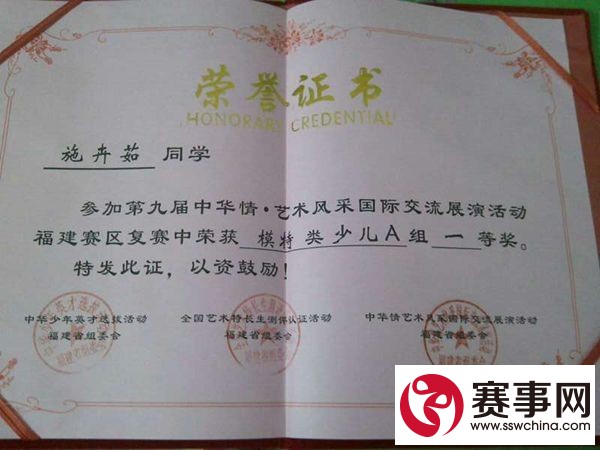 荣誉证书
HONORARY CREDENTIAL
施卉茹 同学
参加第九届中华情·艺术风采国际交流展演活动
福建赛区复赛中荣获 模特 类 少儿A 组 一 等奖。
特发此证，以资鼓励！
中华少年英才选拔活动 全国艺术特长生测评认证活动 中华情艺术风采国际交流展演活动
福建省组委会 福建省组委会 福建省组委会
赛事网
www.sswchina.com